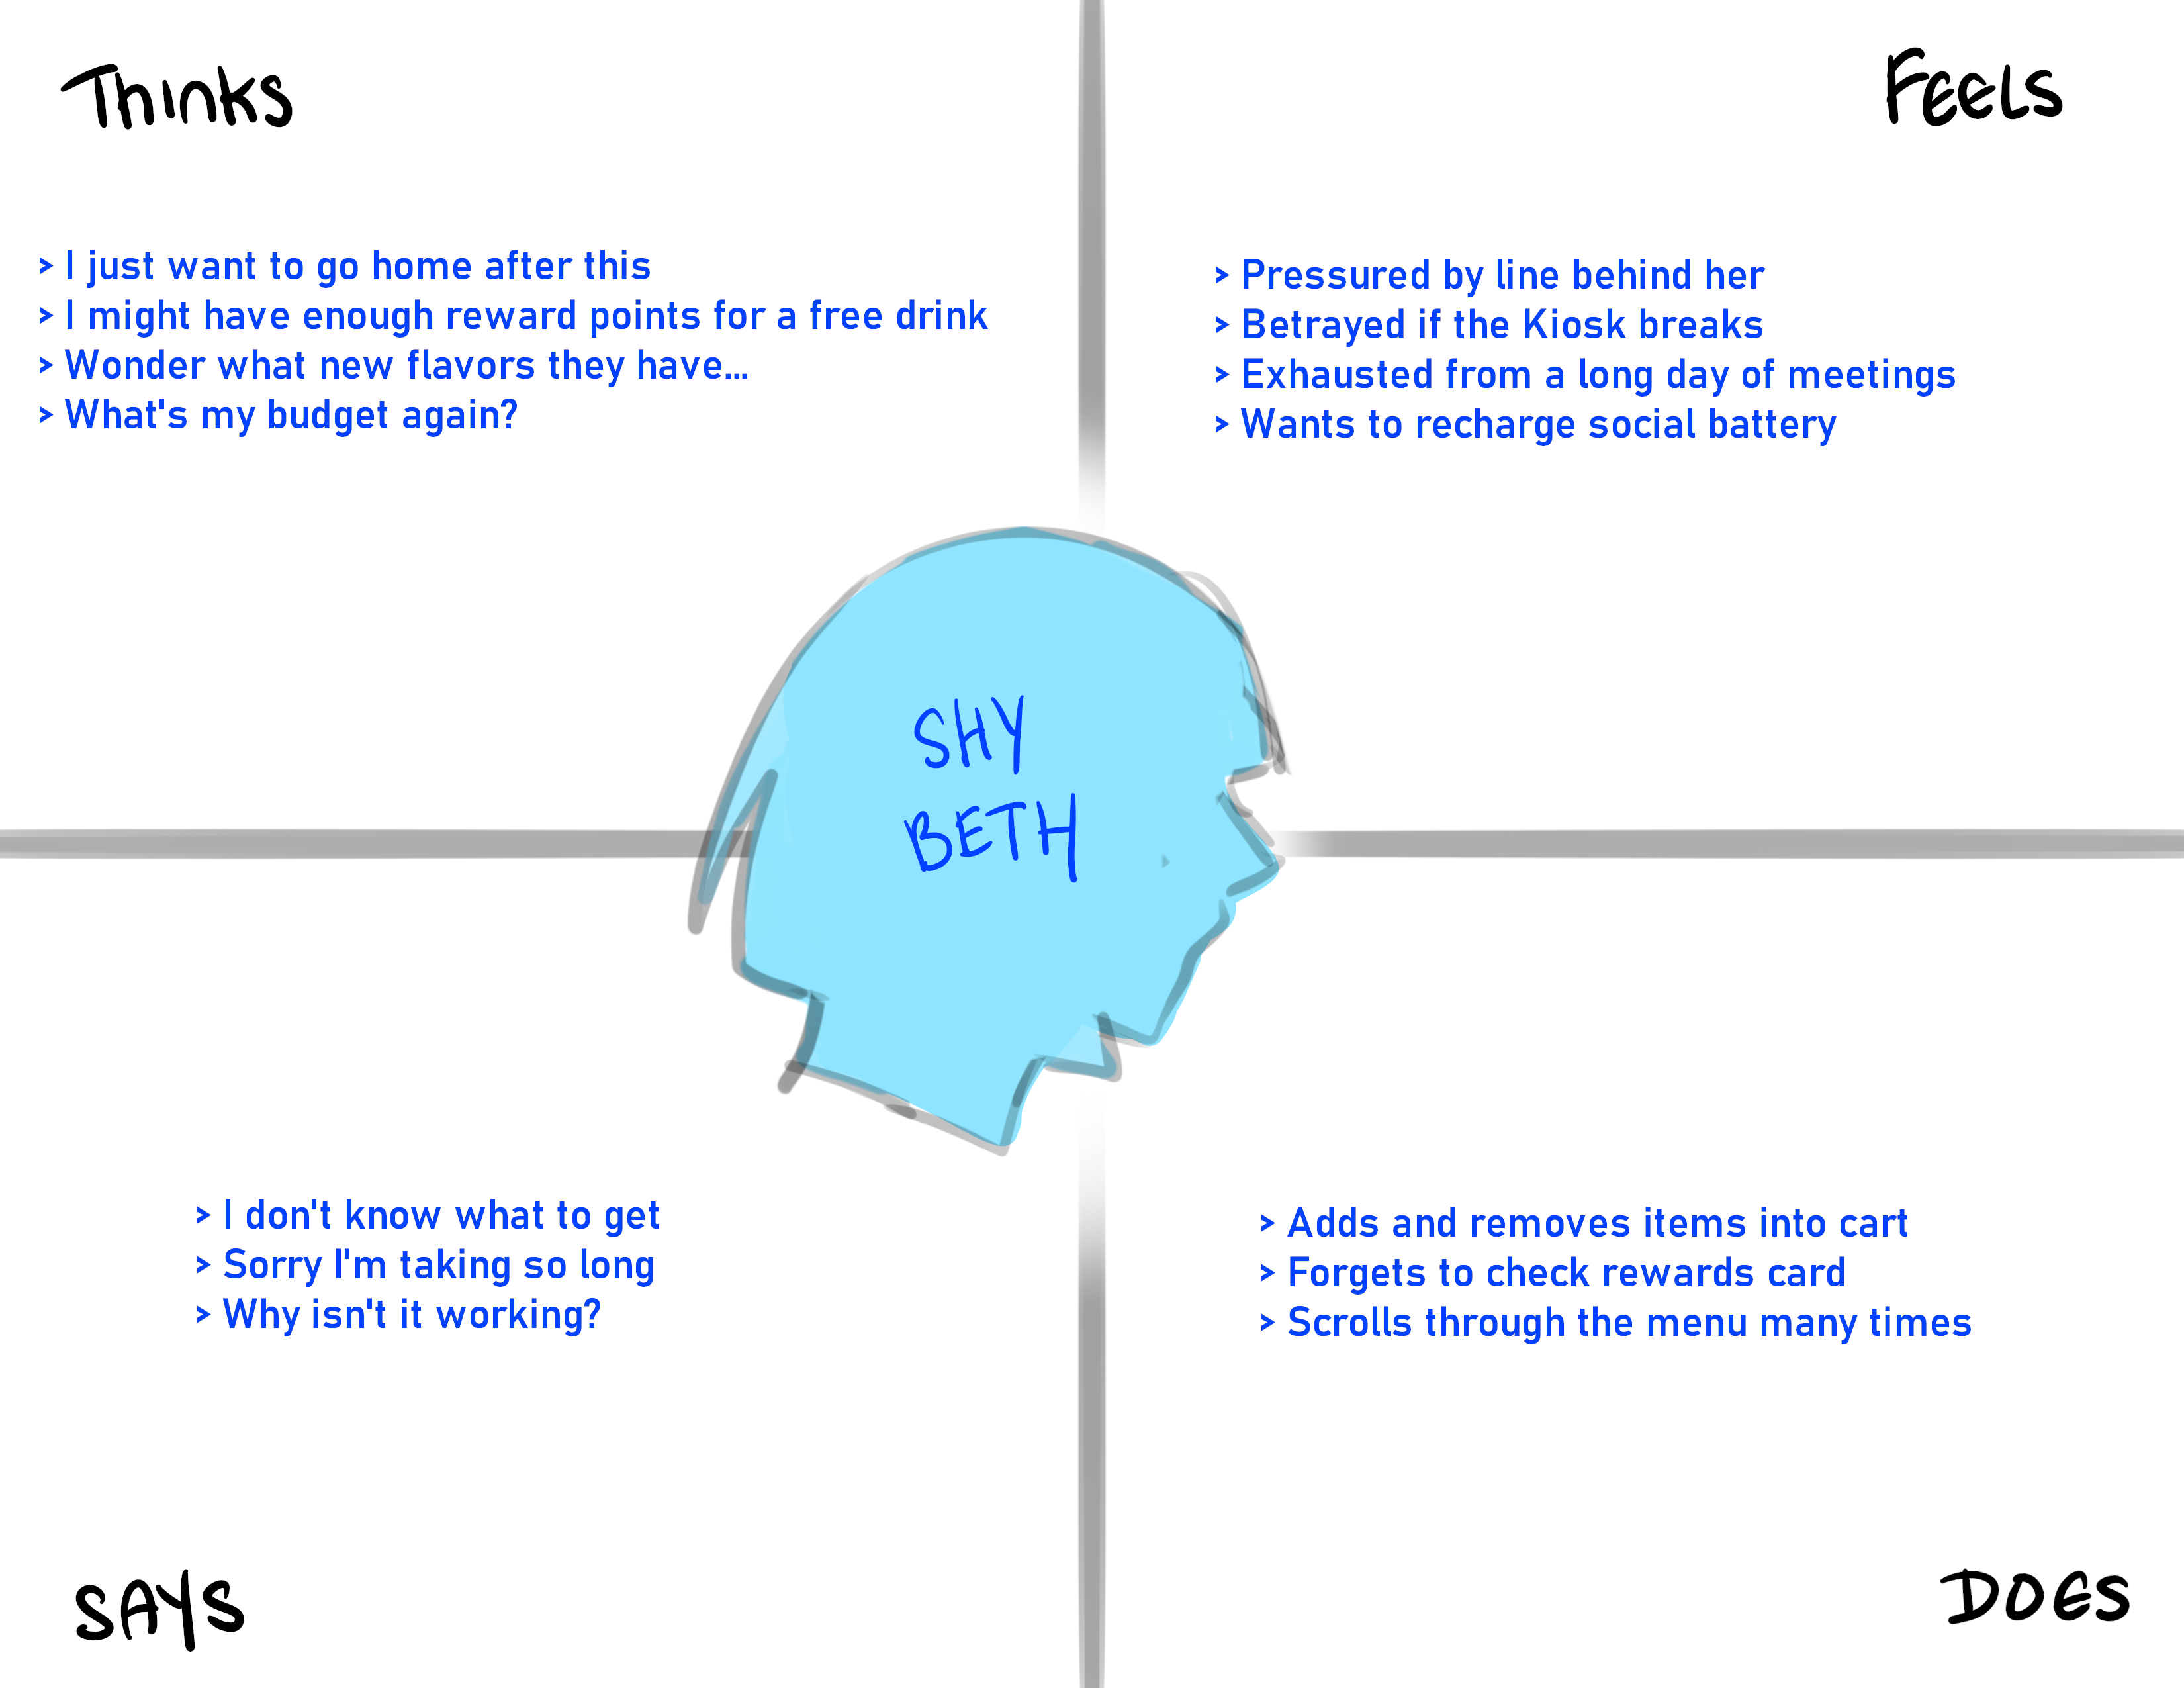 Thinks
> I just want to go home after this
> I might have enough reward points for a free drink
> Wonder what new flavors they have...
> What's my budget again?
FEELS
> Pressured by line behind her
> Betrayed if the Kiosk breaks
> Exhausted from a long day of meetings
> Wants to recharge social battery
SHY
BETH
> I don't know what to get
> Sorry I'm taking so long
> Why isn't it working?
SAYS
> Adds and removes items into cart
> Forgets to check rewards card
> Scrolls through the menu many times
DOES